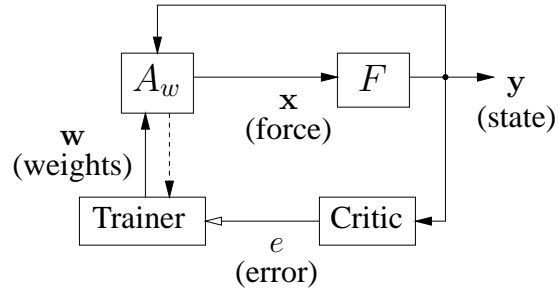 A_w
F
x
(force)
y
(state)
w
(weights)
Trainer
Critic
e
(error)